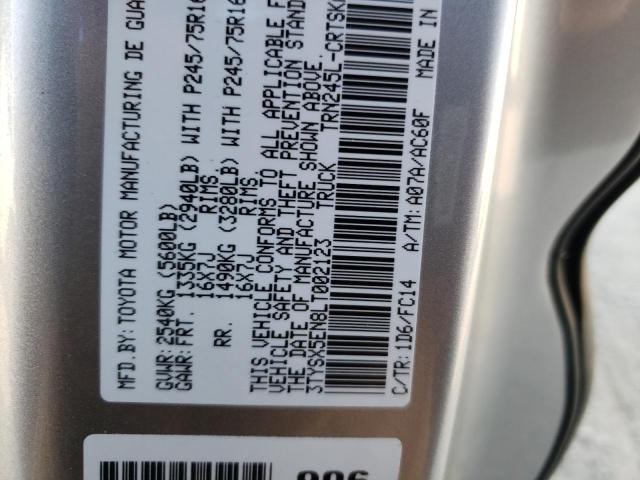 MFD.BY: TOYOTA MOTOR MANUFACTURING DE GUA
GVWR: 2540KG (5600LB)
GAWR: FRT. 1335KG (2940LB) WITH P245/75R16
16X7J RIMS
RR. 1490KG (3280LB) WITH P245/75R16
16X7J RIMS
THIS VEHICLE CONFORMS TO ALL APPLICABLE F
VEHICLE SAFETY AND THEFT PREVENTION STAND
THE DATE OF MANUFACTURE SHOWN ABOVE.
3TYSX5EN8LT002123 TRUCK TRN245L-CRTSK
C/TR: 1D6/FC14 A/TM: A07A/AC60F MADE IN